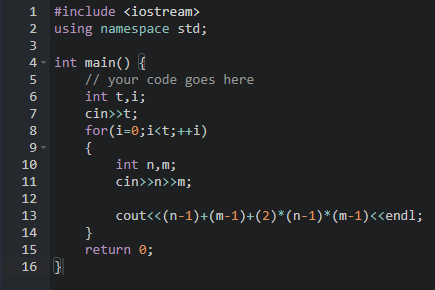 1 #include <iostream>
2 using namespace std;
3
4 int main() {
5 // your code goes here
6 int t,i;
7 cin>>t;
8 for(i=0;i<t;++i)
9 {
10 int n,m;
11 cin>>n>>m;
12
13 cout<<(n-1)+(m-1)+(2)*(n-1)*(m-1)<<endl;
14 }
15 return 0;
16 }